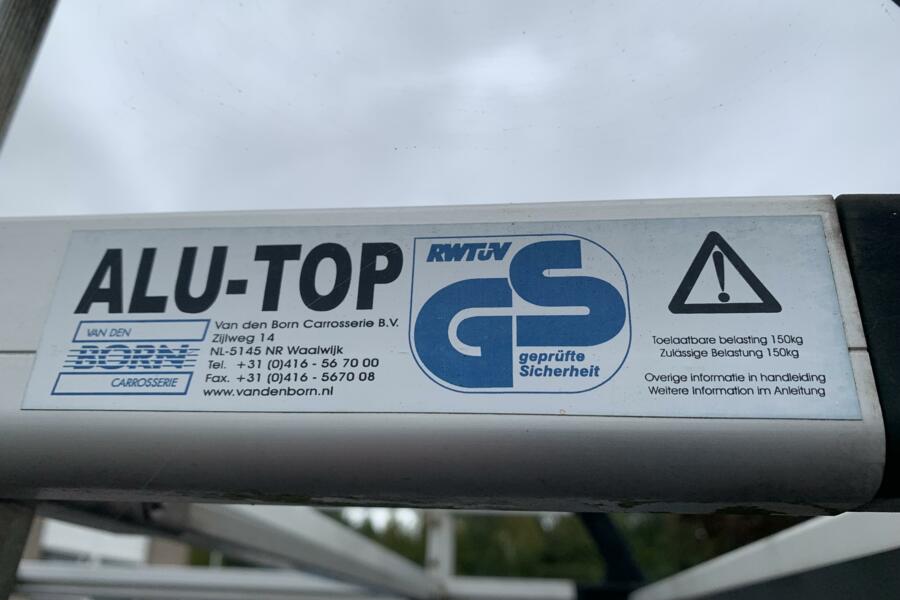 ALU-TOP
VAN DEN
BORN
CARROSSERIE
Van den Born Carrosserie B.V.
Zijlweg 14
NL-5145 NR Waalwijk
Tel. +31 (0)416 - 56 70 00
Fax. +31 (0)416 - 5670 08
www.vandenborn.nl
RWTÜV
GS
geprüfte
Sicherheit
Toelaatbare belasting 150kg
Zulässige Belastung 150kg
Overige informatie in handleiding
Weitere Information im Anleitung